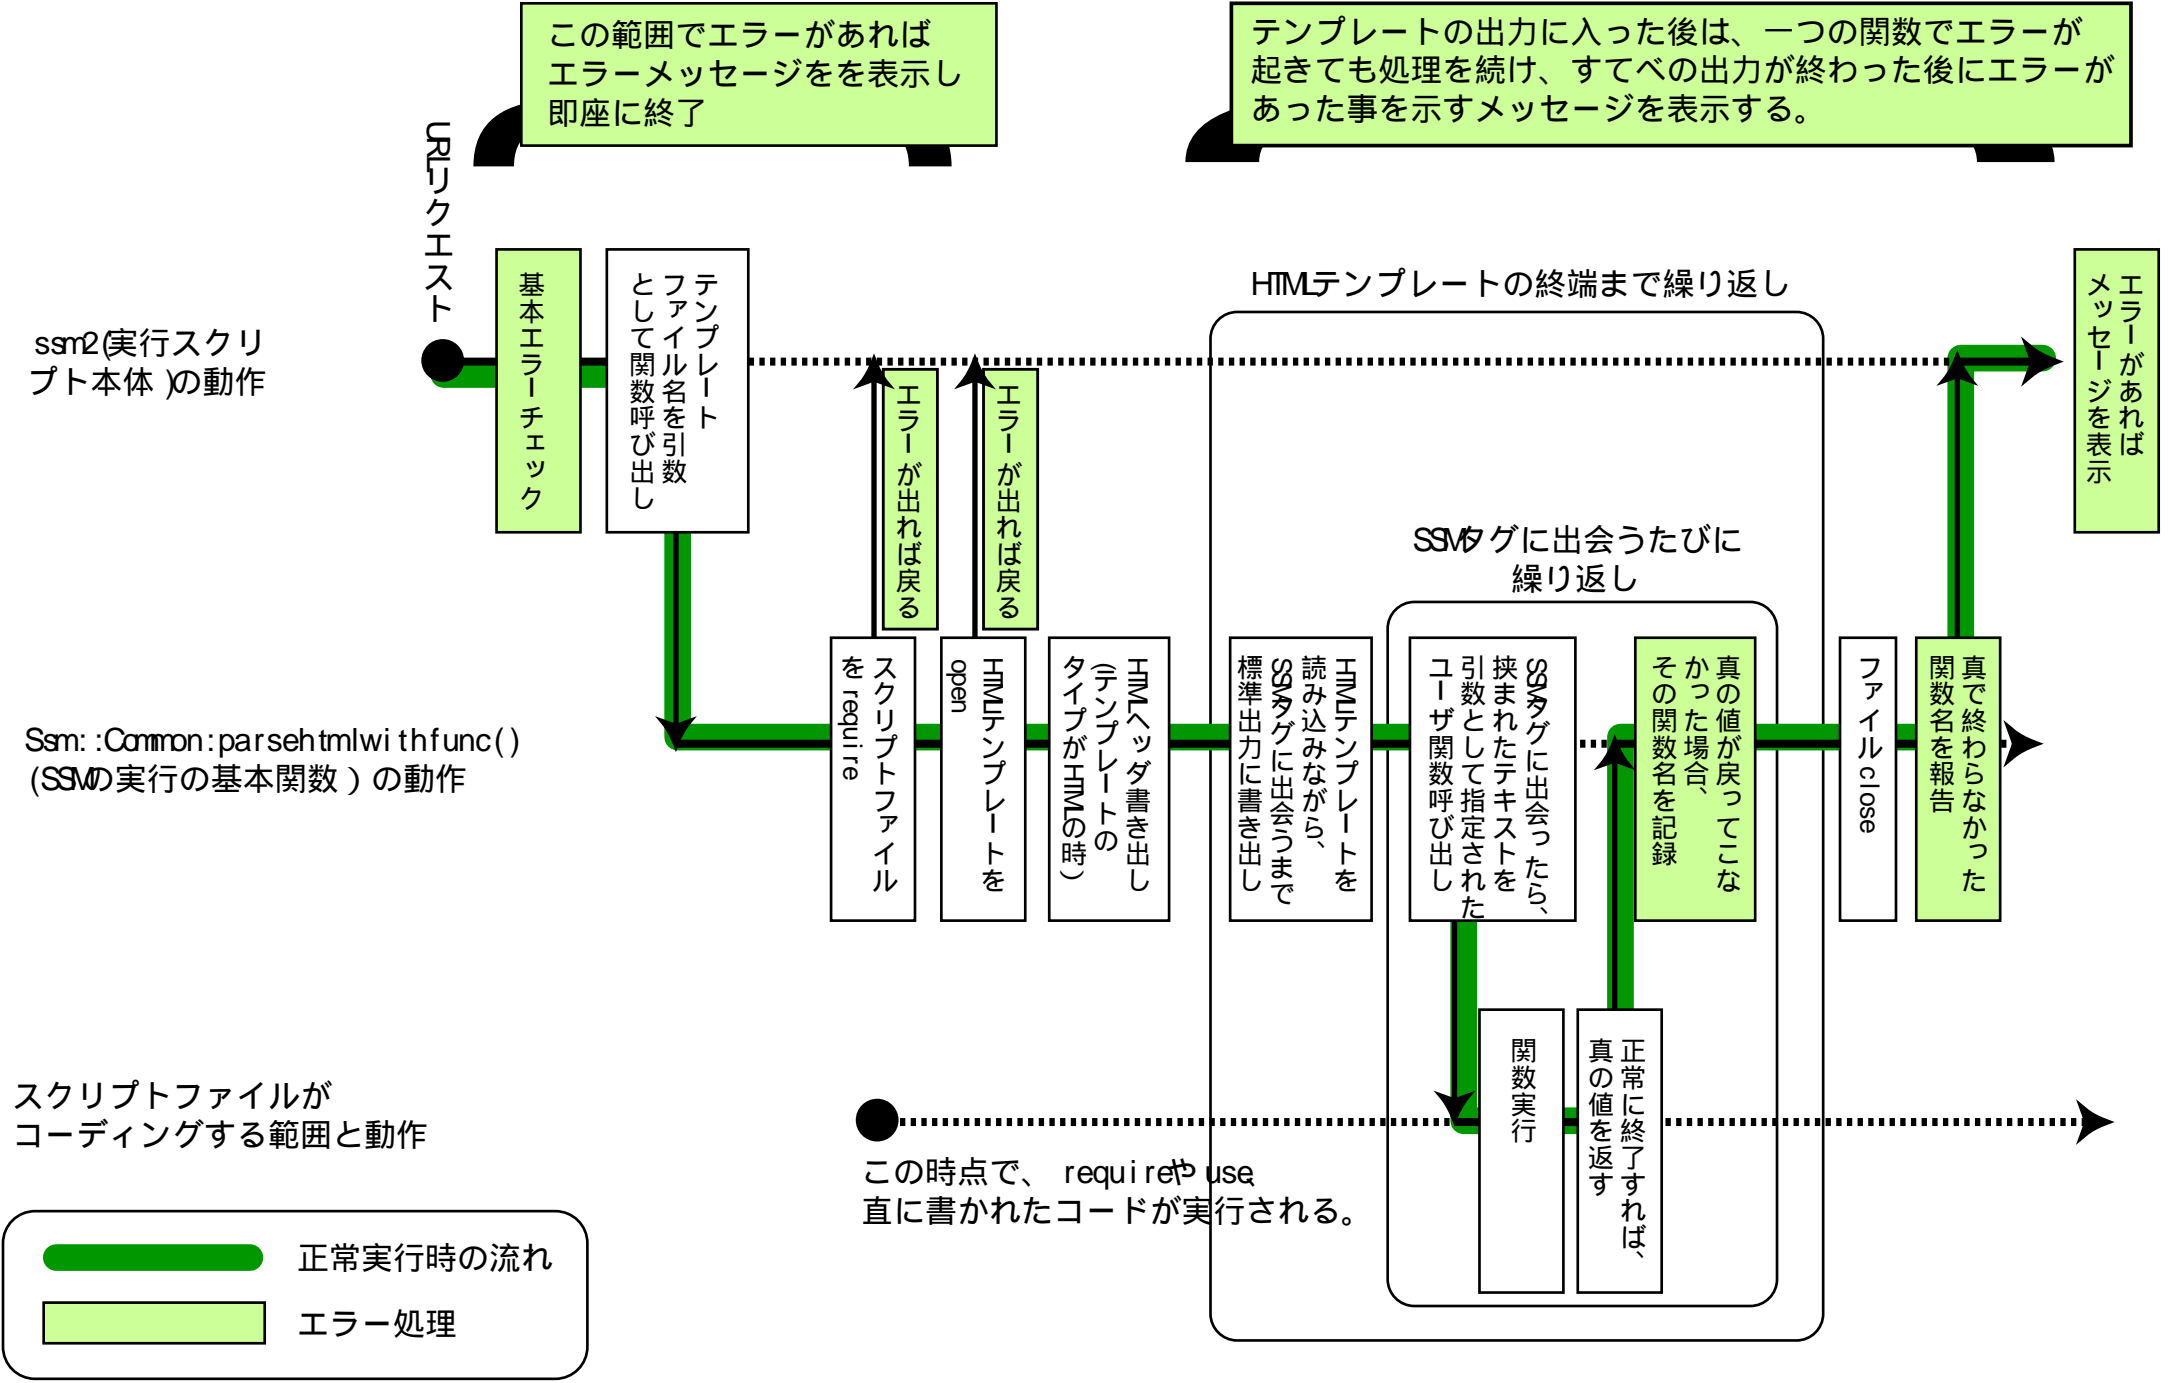 この範囲でエラーがあれば
エラーメッセージをを表示し
即座に終了
テンプレートの出力に入った後は、一つの関数でエラーが
起きても処理を続け、すてべの出力が終わった後にエラーが
あった事を示すメッセージを表示する。
URLリクエスト
ssm2(実行スクリ
プト本体 )の動作
基本エラーチェック
テンプレート
ファイル名を引数
として関数呼び出し
エラーが出れば戻る
エラーが出れば戻る
HTMLテンプレートの終端まで繰り返し
エラーがあれば
メッセージを表示
SSMタグに出会うたびに
繰り返し
Ssm::Common:parsehtmlwithfunc()
(SSMの実行の基本関数 ) の動作
スクリプトファイル
を require
HTMLテンプレートを
open
HTMLヘッダ書き出し
(テンプレートの
タイプがHTMLの時)
HTMLテンプレートを
読み込みながら、
SSMタグに出会うまで
標準出力に書き出し
SSMタグに出会ったら、
挟まれたテキストを
引数として指定された
ユーザ関数呼び出し
真の値が戻ってこな
かった場合、
その関数名を記録
ファイル close
真で終わらなかった
関数名を報告
スクリプトファイルが
コーディングする範囲と動作
関数実行
正常に終了すれば、
真の値を返す
この時点で、 requireや use、
直に書かれたコードが実行される。
正常実行時の流れ
エラー処理